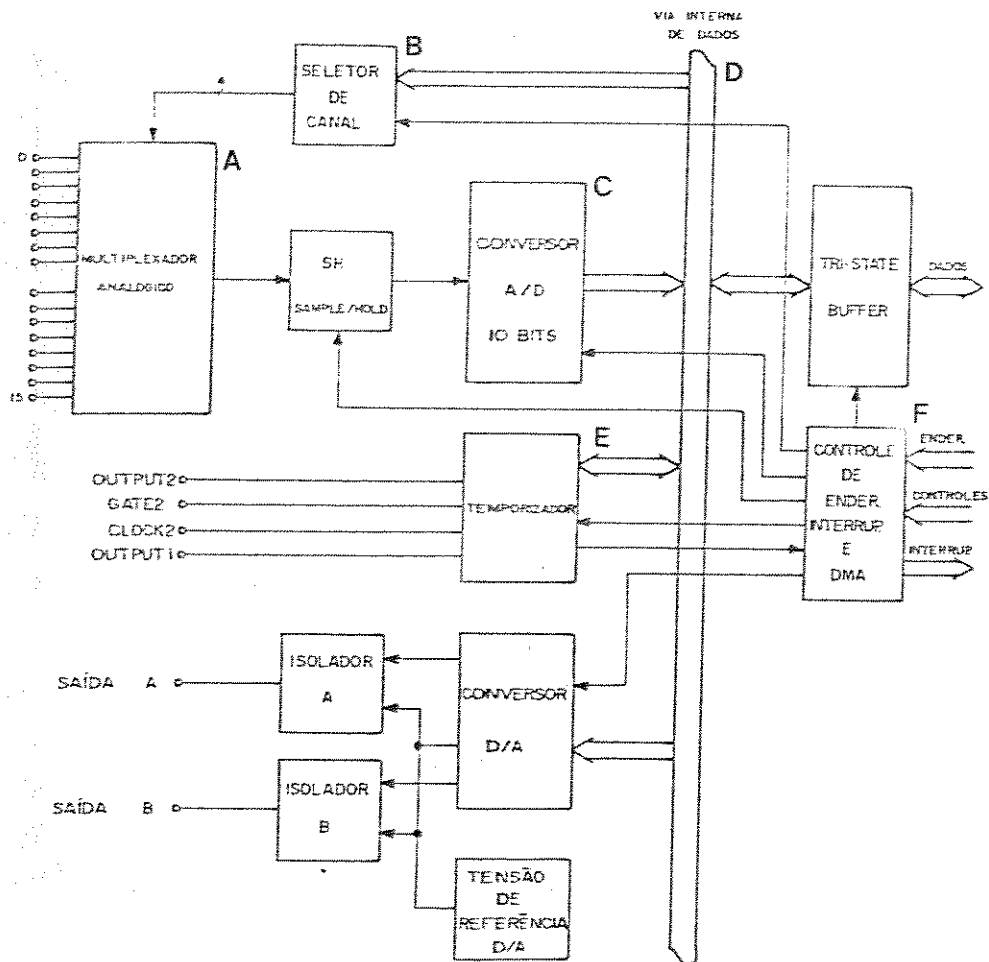 VIA INTERNA
DE DADOS
B
SELETOR
DE
CANAL
D
A
0
15
MULTIPLEXADOR
ANALÓGICO
SH
SAMPLE/HOLD
C
CONVERSOR
A/D
10 BITS
TRI-STATE
BUFFER
DADOS
E
TEMPORIZADOR
OUTPUT2
GATE2
CLOCK2
OUTPUT1
F
CONTROLE
DE
ENDER
INTERRUP
E
DMA
ENDER.
CONTROLES
INTERRUP
SAÍDA A
ISOLADOR
A
CONVERSOR
D/A
SAÍDA B
ISOLADOR
B
TENSÃO
DE
REFERÊNCIA
D/A